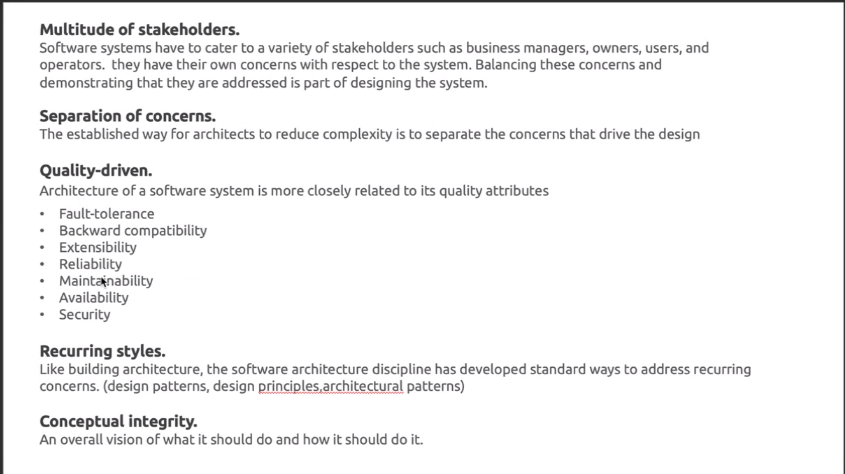 Multitude of stakeholders.
Software systems have to cater to a variety of stakeholders such as business managers, owners, users, and
operators.  they have their own concerns with respect to the system. Balancing these concerns and
demonstrating that they are addressed is part of designing the system.
Separation of concerns.
The established way for architects to reduce complexity is to separate the concerns that drive the design
Quality-driven.
Architecture of a software system is more closely related to its quality attributes
• Fault-tolerance
• Backward compatibility
• Extensibility
• Reliability
• Maintainability
• Availability
• Security
Recurring styles.
Like building architecture, the software architecture discipline has developed standard ways to address recurring
concerns. (design patterns, design principles,architectural patterns)
Conceptual integrity.
An overall vision of what it should do and how it should do it.